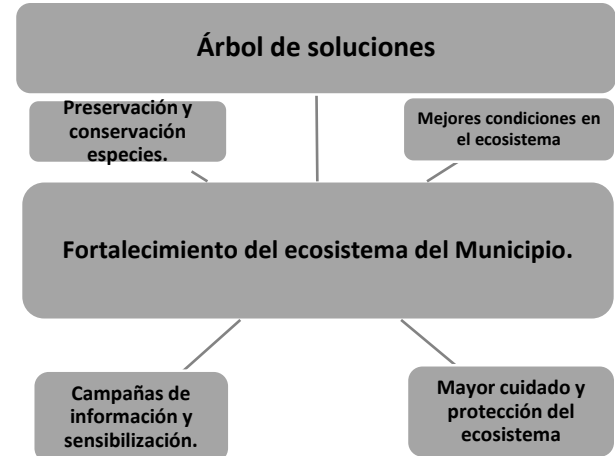 Árbol de soluciones
Preservación y
conservación
especies.
Mejores condiciones en
el ecosistema
Fortalecimiento del ecosistema del Municipio.
Campañas de
información y
sensibilización.
Mayor cuidado y
protección del
ecosistema